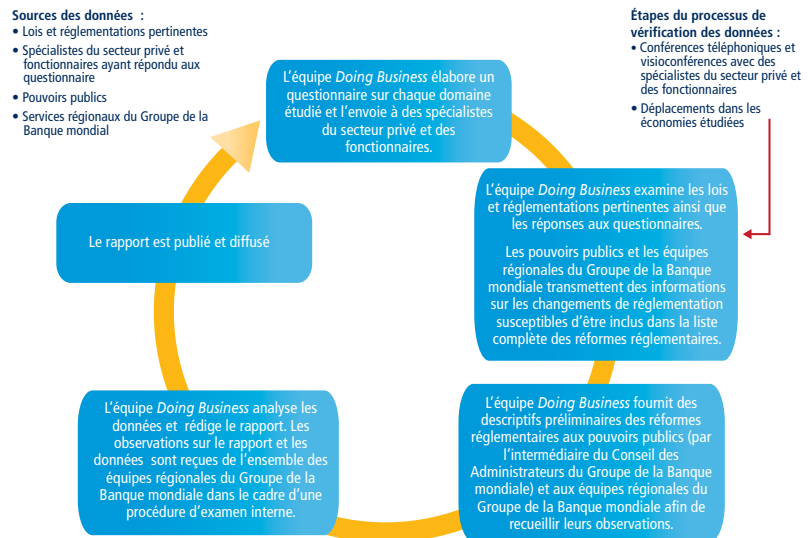 Sources des données :
• Lois et réglementations pertinentes
• Spécialistes du secteur privé et
fonctionnaires ayant répondu aux
questionnaire
• Pouvoirs publics
• Services régionaux du Groupe de la
Banque mondial
Étapes du processus de
vérification des données :
• Conférences téléphoniques et
visioconférences avec des
spécialistes du secteur privé et
des fonctionnaires
• Déplacements dans les
économies étudiées
L'équipe Doing Business élabore un
questionnaire sur chaque domaine
étudié et l'envoie à des spécialistes
du secteur privé et des
fonctionnaires.
L'équipe Doing Business examine les lois
et réglementations pertinentes ainsi que
les réponses aux questionnaires.
Les pouvoirs publics et les équipes
régionales du Groupe de la Banque
mondiale transmettent des informations
sur les changements de réglementation
susceptibles d'être inclus dans la liste
complète des réformes réglementaires.
L'équipe Doing Business fournit des
descriptifs préliminaires des réformes
réglementaires aux pouvoirs publics (par
l'intermédiaire du Conseil des
Administrateurs du Groupe de la Banque
mondiale) et aux équipes régionales du
Groupe de la Banque mondiale afin de
recueillir leurs observations.
L'équipe Doing Business analyse les
données et rédige le rapport. Les
observations sur le rapport et les
données sont reçues de l'ensemble des
équipes régionales du Groupe de la
Banque mondiale dans le cadre d'une
procédure d'examen interne.
Le rapport est publié et diffusé